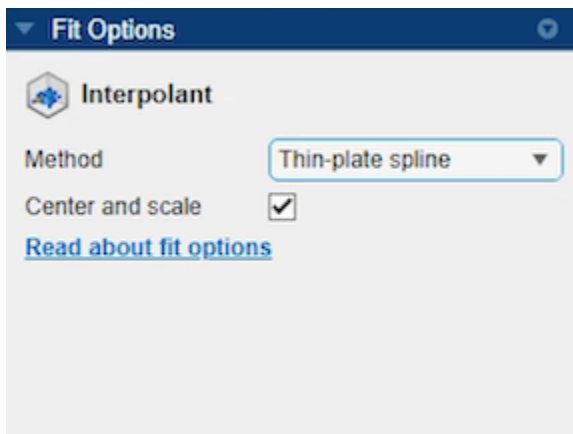 Fit Options
Interpolant
Method Thin-plate spline
Center and scale
Read about fit options